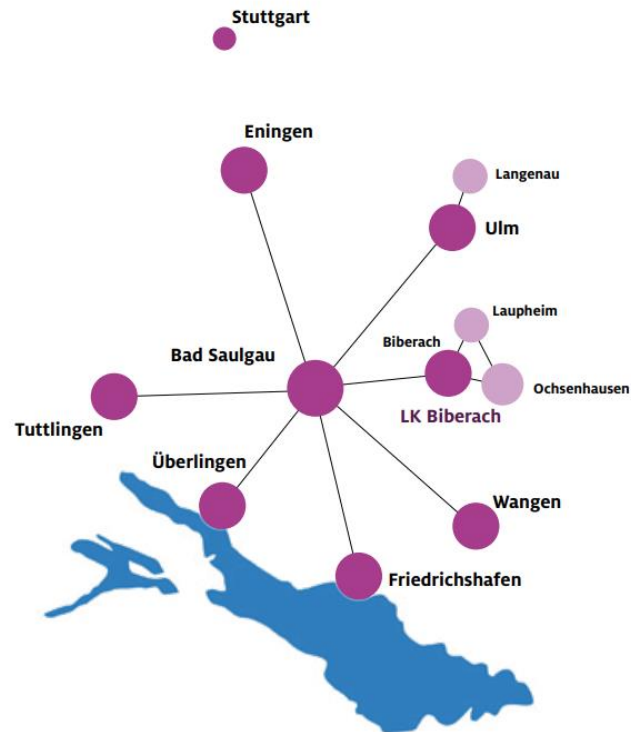 Stuttgart
Eningen
Langenau
Ulm
Laupheim
Biberach
Bad Saulgau
Ochsenhausen
LK Biberach
Tuttlingen
Überlingen
Wangen
Friedrichshafen